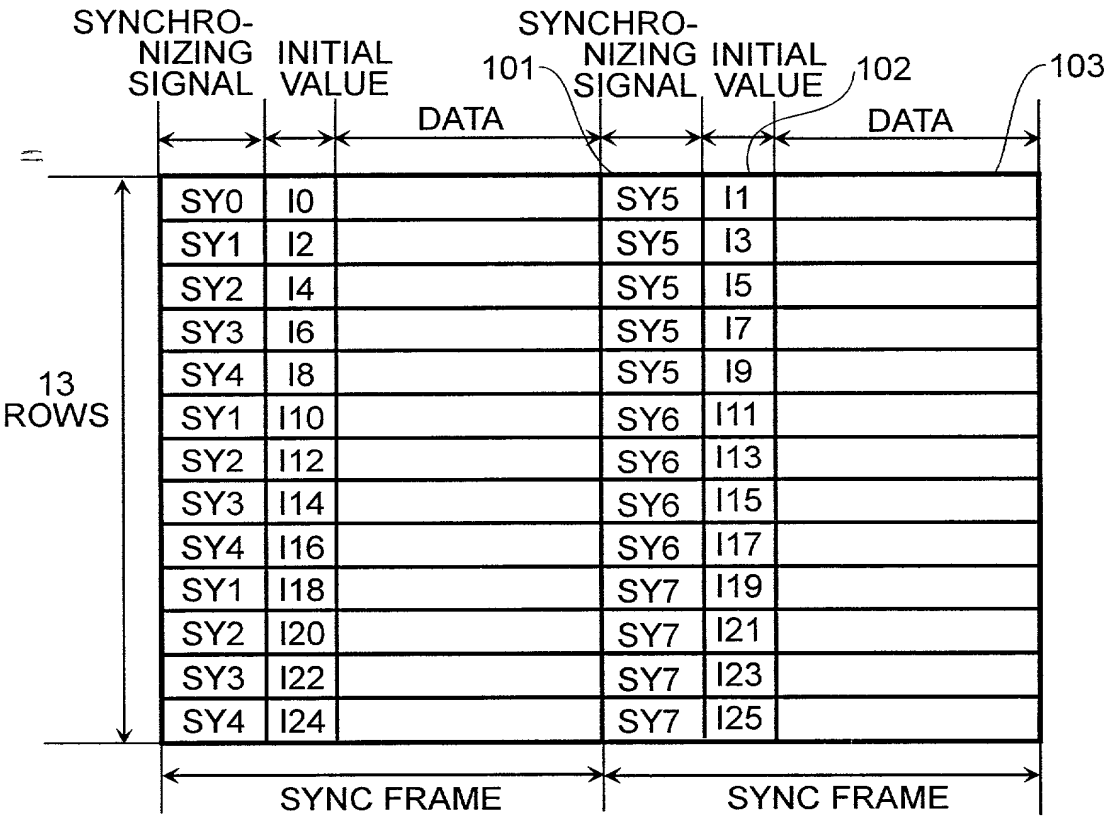 SYNCHRO-
NIZING
SIGNAL
INITIAL
VALUE
DATA
101
SYNCHRO-
NIZING
SIGNAL
INITIAL
VALUE
102
DATA
103
13
ROWS
SY0 I0 SY5 I1
SY1 I2 SY5 I3
SY2 I4 SY5 I5
SY3 I6 SY5 I7
SY4 I8 SY5 I9
SY1 I10 SY6 I11
SY2 I12 SY6 I13
SY3 I14 SY6 I15
SY4 I16 SY6 I17
SY1 I18 SY7 I19
SY2 I20 SY7 I21
SY3 I22 SY7 I23
SY4 I24 SY7 I25
SYNC FRAME
SYNC FRAME